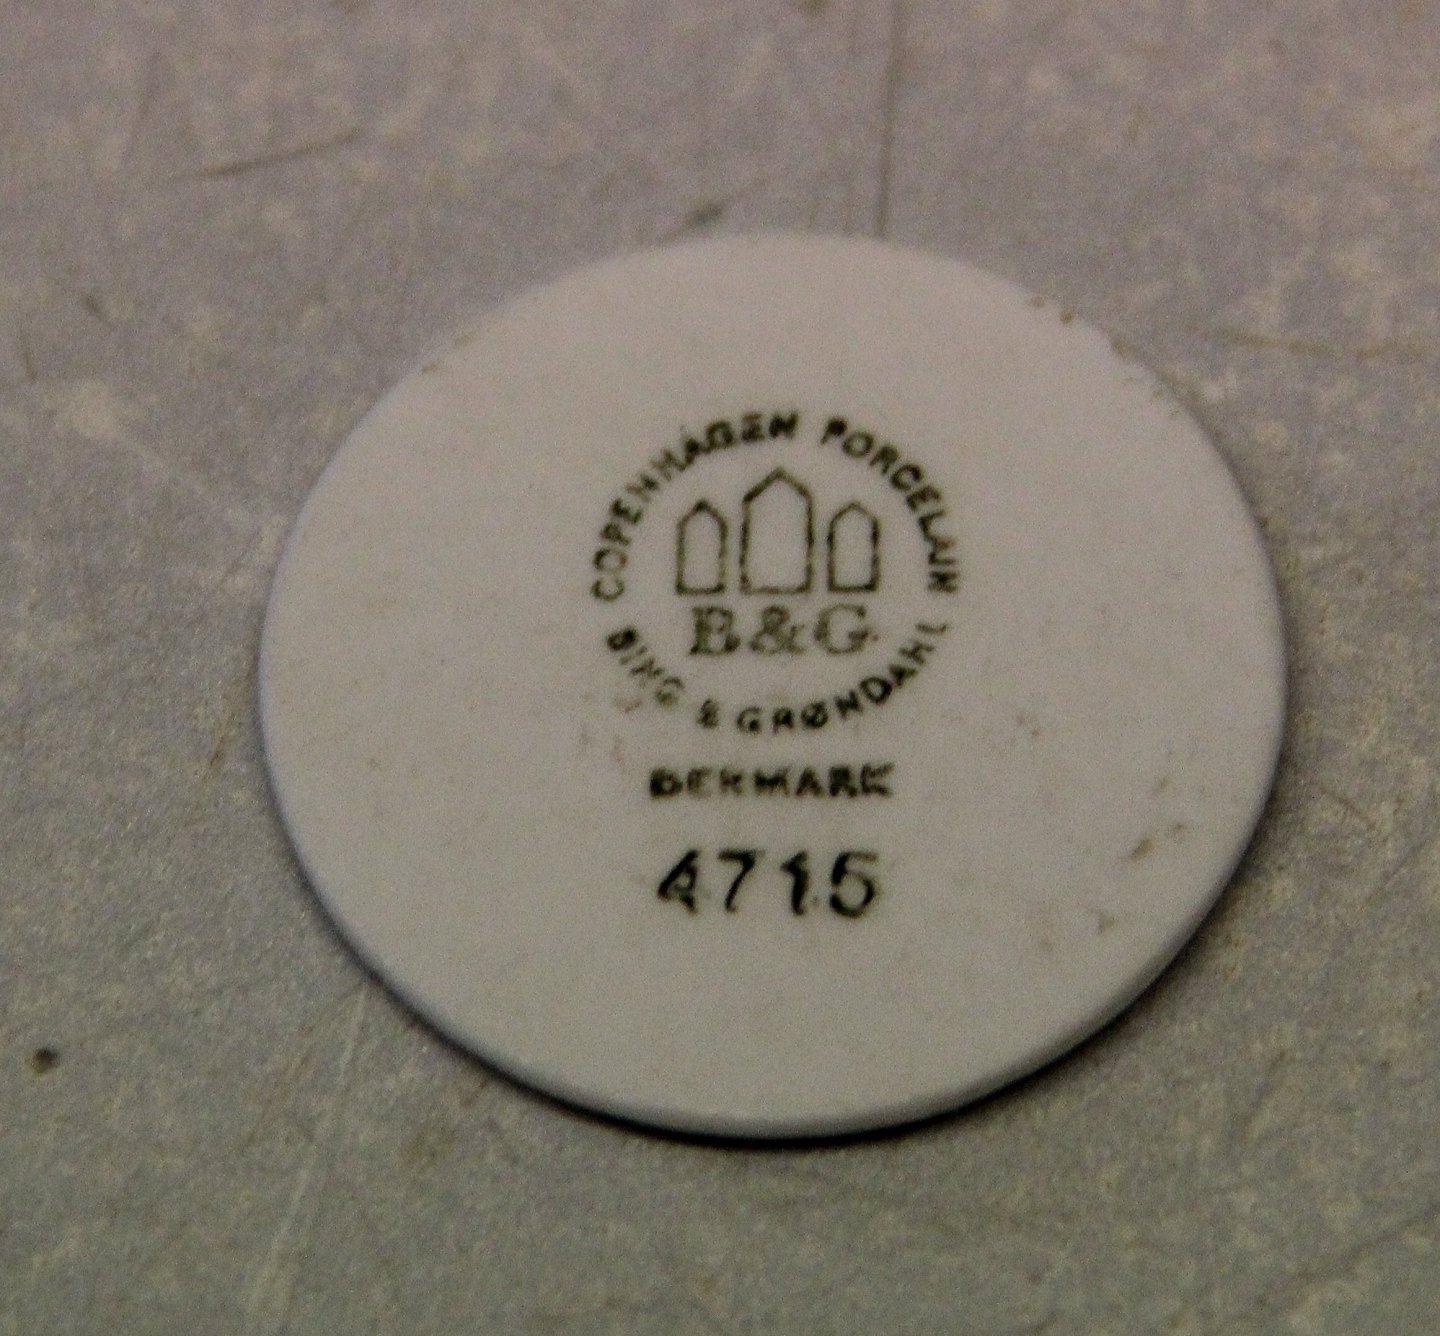 COPENHAGEN PORCELAIN
B&G
BING & GRØNDAHL
DENMARK
4715